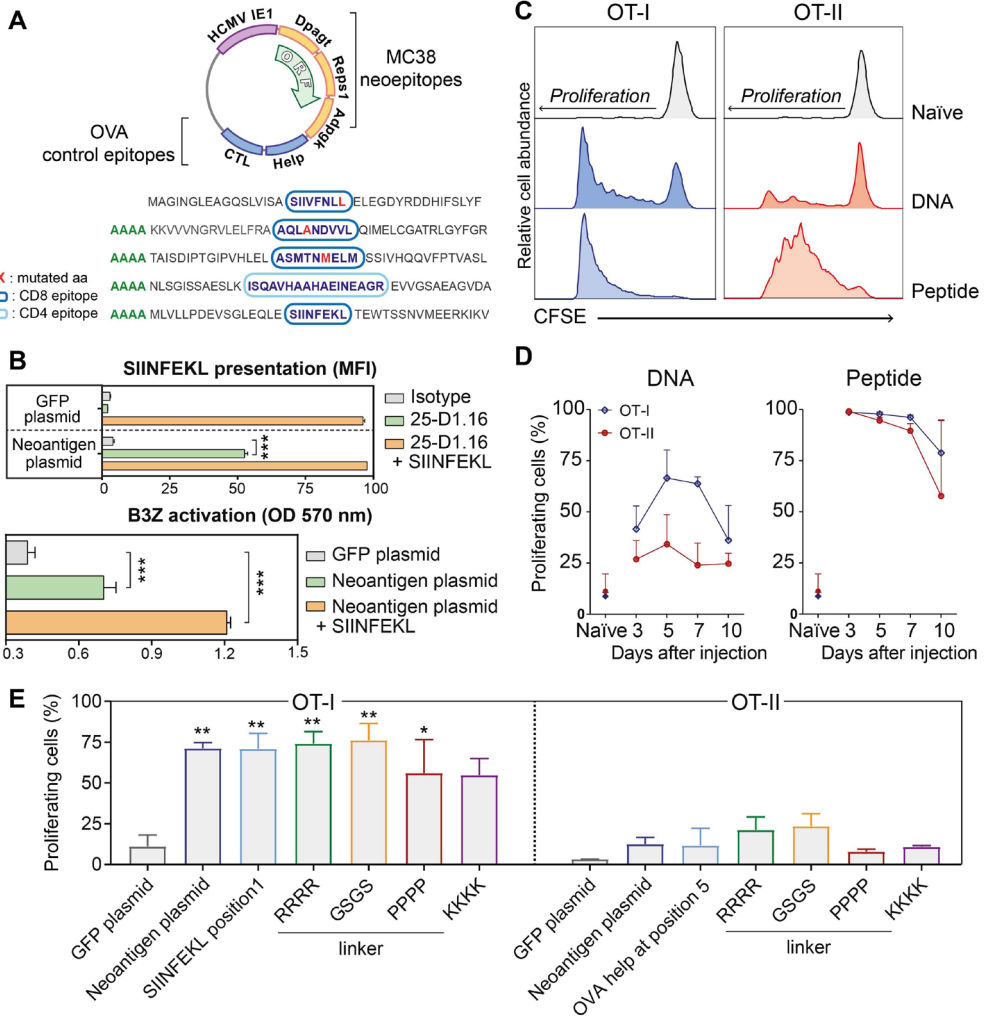 A
HCMV IE1
Dpagt
Reps1
Adpgk
Help
CTL
ORF
MC38
neoepitopes
OVA
control epitopes
MAGINGLEAGQSLVISA SIIVFNLL ELEGDYRDDHIFSLYF
AAAA KKVVVNGRVLELFRA AQLANDVVL QIMELCGATRLGYFGR
AAAA TAISDIPTGIPVHLEL ASMTNMELM SSIVHQQVFPTVASL
AAAA NLSGISSAESLK ISQAVHAAHAEINEAGR EVVGSAEAGVDA
AAAA MLVLLPDEVSGLEQLE SIINFEKL TEWTSSNVMEERKIKV
X : mutated aa
: CD8 epitope
: CD4 epitope
B
SIINFEKL presentation (MFI)
GFP
plasmid
Neoantigen
plasmid
***
0 25 50 75 100
Isotype
25-D1.16
25-D1.16
+ SIINFEKL
B3Z activation (OD 570 nm)
***
***
0.3 0.6 0.9 1.2 1.5
GFP plasmid
Neoantigen plasmid
Neoantigen plasmid
+ SIINFEKL
C
OT-I OT-II
Relative cell abundance
Proliferation Proliferation
Naïve
DNA
Peptide
CFSE
D
DNA Peptide
Proliferating cells (%)
100
75
50
25
0
OT-I
OT-II
Naïve 3 5 7 10
Days after injection
100
75
50
25
0
Naïve 3 5 7 10
Days after injection
E
OT-I OT-II
Proliferating cells (%)
100
75
50
25
0
** ** ** ** *
GFP plasmid
Neoantigen plasmid
SIINFEKL position1
RRRR
GSGS
PPPP
KKKK
linker
GFP plasmid
Neoantigen plasmid
OVA help at position 5
RRRR
GSGS
PPPP
KKKK
linker